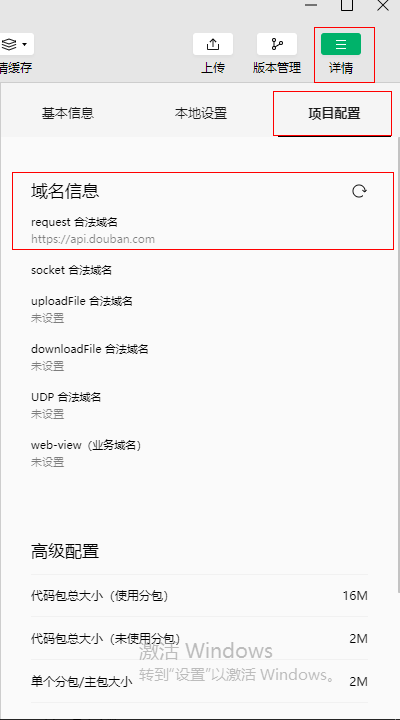 清缓存
上传
版本管理
详情
基本信息
本地设置
项目配置
域名信息
request 合法域名
https://api.douban.com
socket 合法域名
uploadFile 合法域名
未设置
downloadFile 合法域名
未设置
UDP 合法域名
未设置
web-view（业务域名）
未设置
高级配置
代码包总大小（使用分包） 16M
代码包总大小（未使用分包） 2M
激活 Windows
转到“设置”以激活 Windows。
单个分包/主包大小 2M